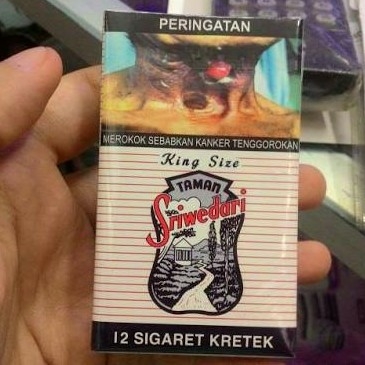 PERINGATAN
MEROKOK SEBABKAN KANKER TENGGOROKAN
King Size
TAMAN
Sriwedari
12 SIGARET KRETEK